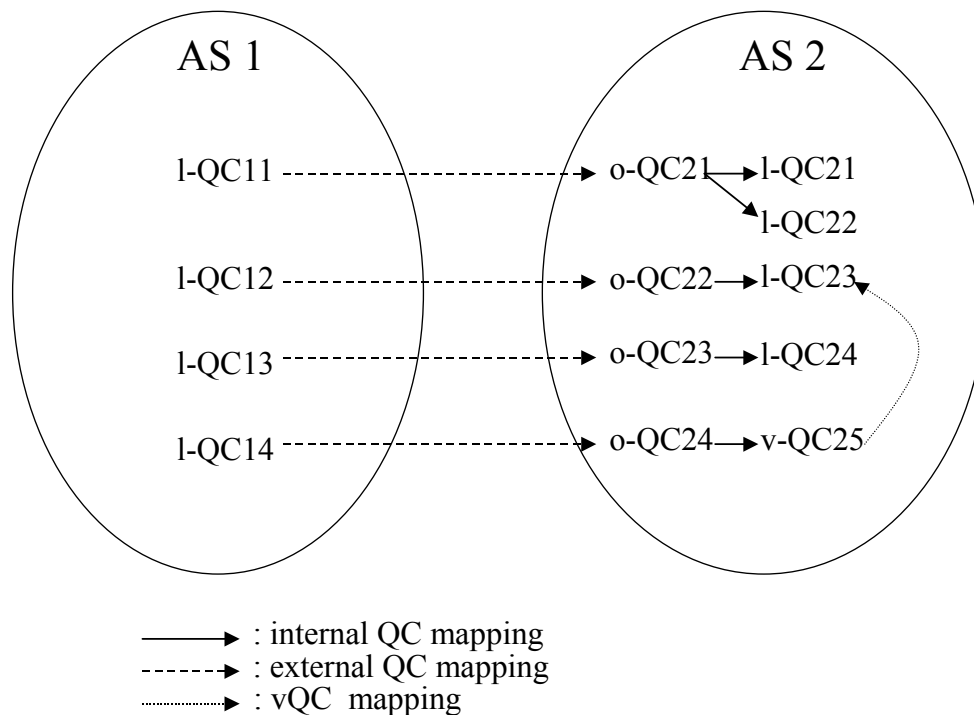 AS 1
AS 2
l-QC11
o-QC21
l-QC21
l-QC22
l-QC12
o-QC22
l-QC23
l-QC13
o-QC23
l-QC24
l-QC14
o-QC24
v-QC25
: internal QC mapping
: external QC mapping
: vQC mapping